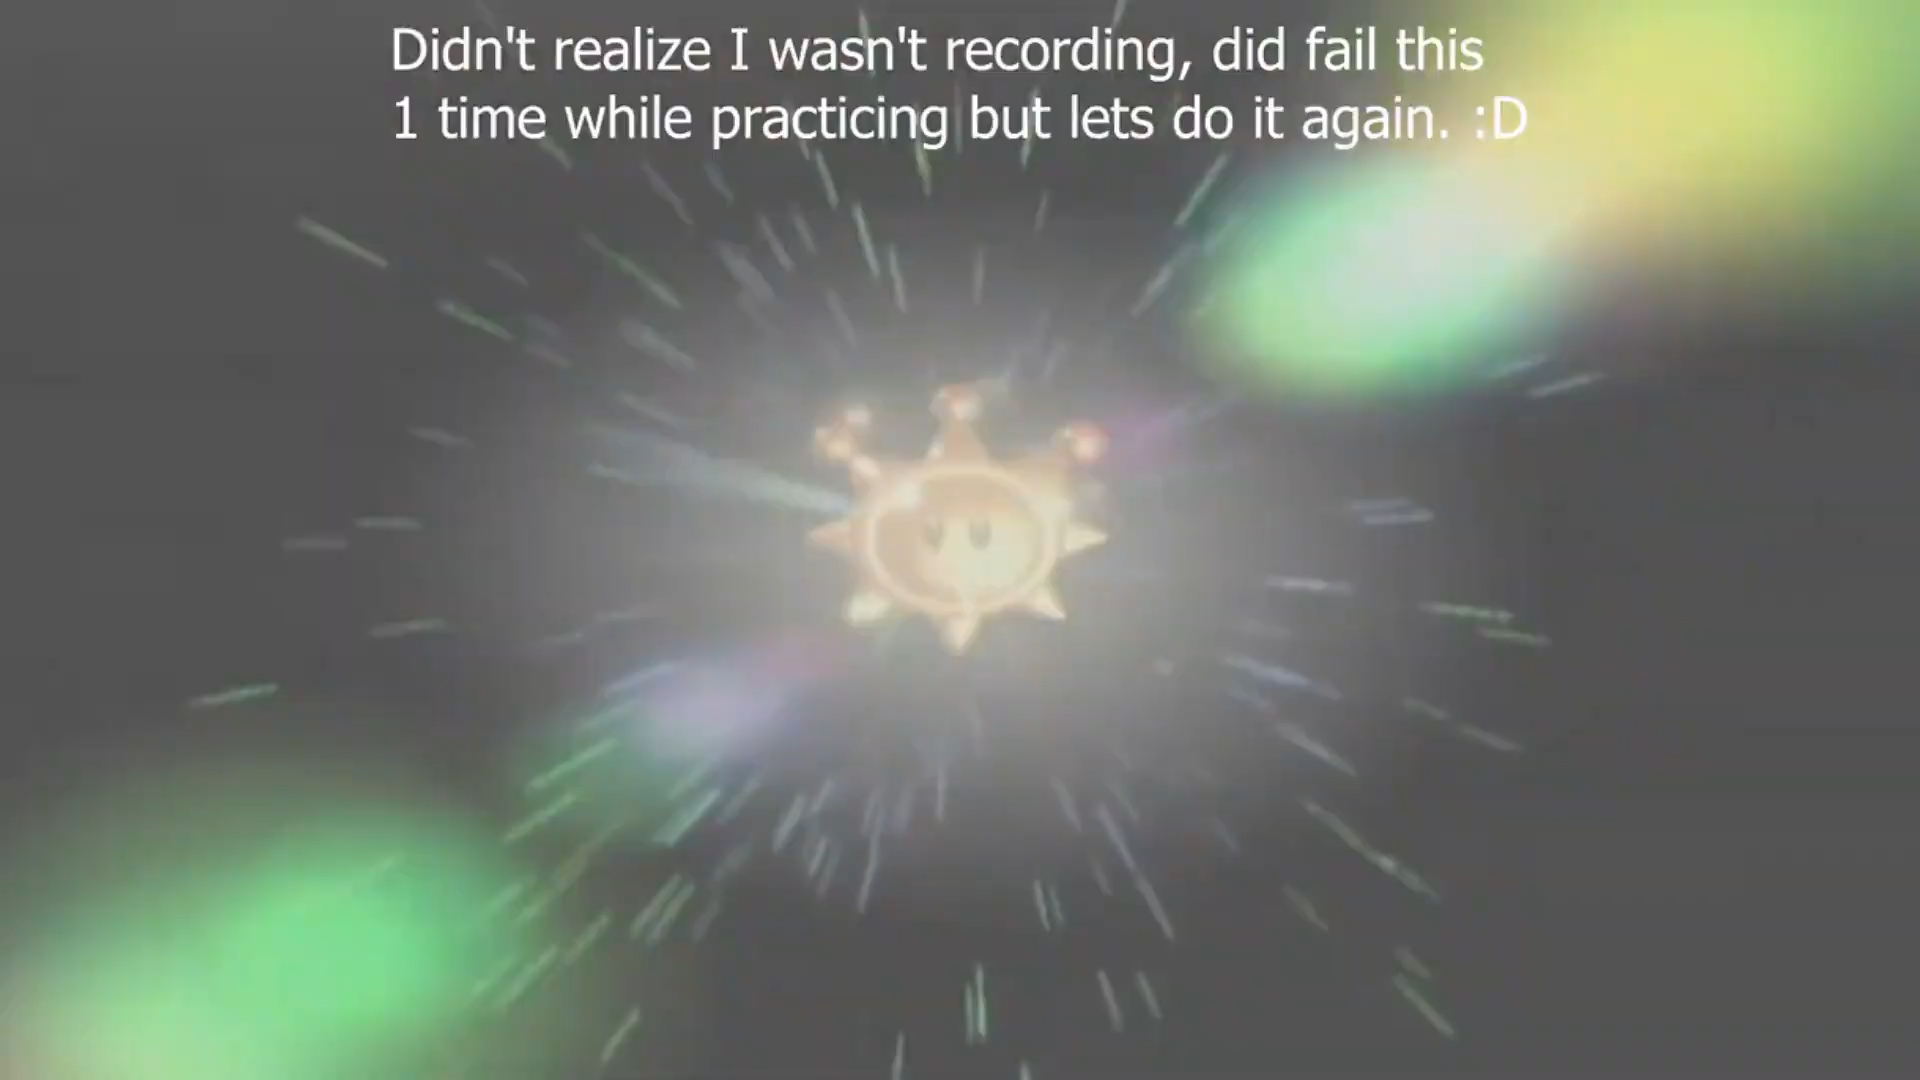 Didn't realize I wasn't recording, did fail this
1 time while practicing but lets do it again. :D